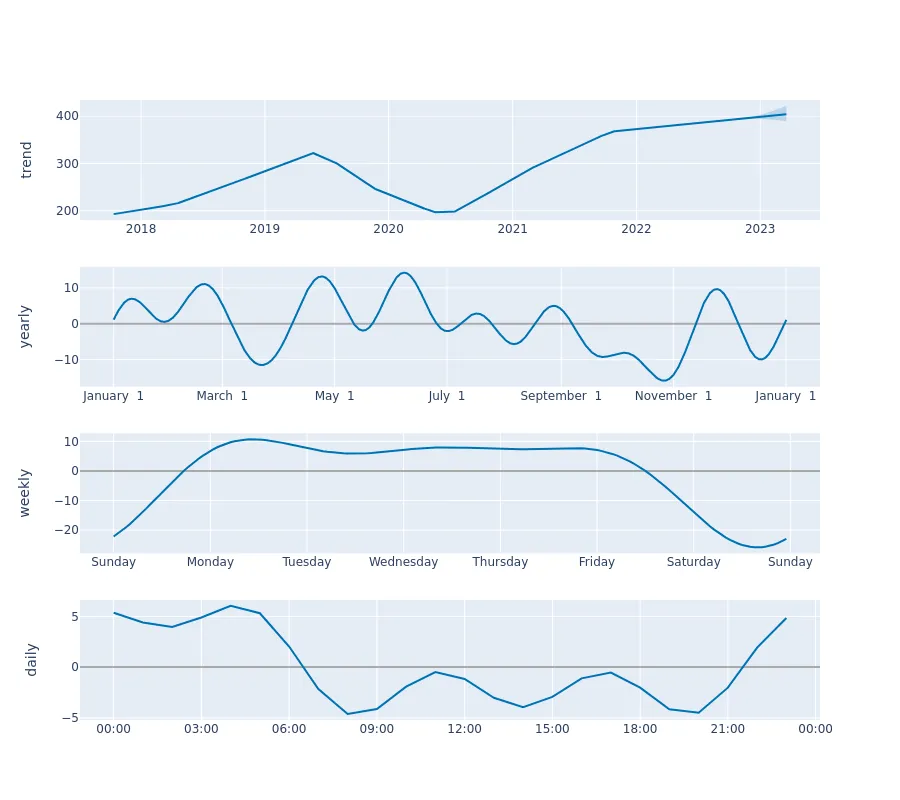 trend
400
300
200
2018 2019 2020 2021 2022 2023
yearly
10
0
−10
January 1 March 1 May 1 July 1 September 1 November 1 January 1
weekly
10
0
−10
−20
Sunday Monday Tuesday Wednesday Thursday Friday Saturday Sunday
daily
5
0
−5
00:00 03:00 06:00 09:00 12:00 15:00 18:00 21:00 00:00